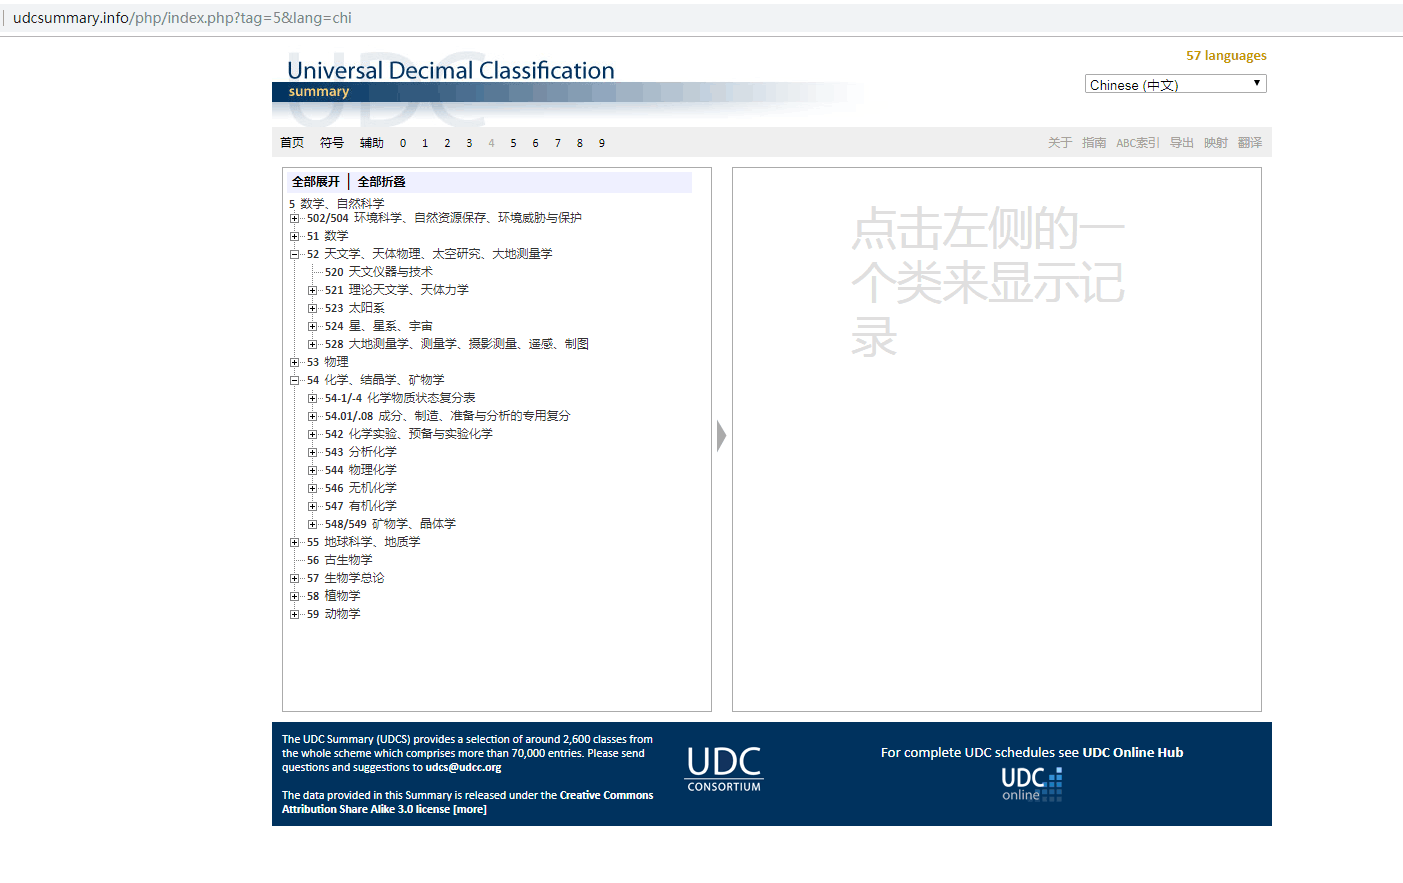 udcsummary.info/php/index.php?tag=5&lang=chi
57 languages
UDC
Universal Decimal Classification
summary
Chinese (中文)
首页 符号 辅助 0 1 2 3 4 5 6 7 8 9 关于 指南 ABC索引 导出 映射 翻译
全部展开 全部折叠
5 数学、自然科学
502/504 环境科学、自然资源保存、环境威胁与保护
51 数学
52 天文学、天体物理、太空研究、大地测量学
520 天文仪器与技术
521 理论天文学、天体力学
523 太阳系
524 星、星系、宇宙
528 大地测量学、测量学、摄影测量、遥感、制图
53 物理
54 化学、结晶学、矿物学
54-1/-4 化学物质状态复分表
54.01/.08 成分、制造、准备与分析的专用复分
542 化学实验、预备与实验化学
543 分析化学
544 物理化学
546 无机化学
547 有机化学
548/549 矿物学、晶体学
55 地球科学、地质学
56 古生物学
57 生物学总论
58 植物学
59 动物学
点击左侧的一
个类来显示记
录
The UDC Summary (UDCS) provides a selection of around 2,600 classes from
the whole scheme which comprises more than 70,000 entries. Please send
questions and suggestions to udcs@udcc.org
The data provided in this Summary is released under the Creative Commons
Attribution Share Alike 3.0 license [more]
UDC
CONSORTIUM
For complete UDC schedules see UDC Online Hub
UDC
online